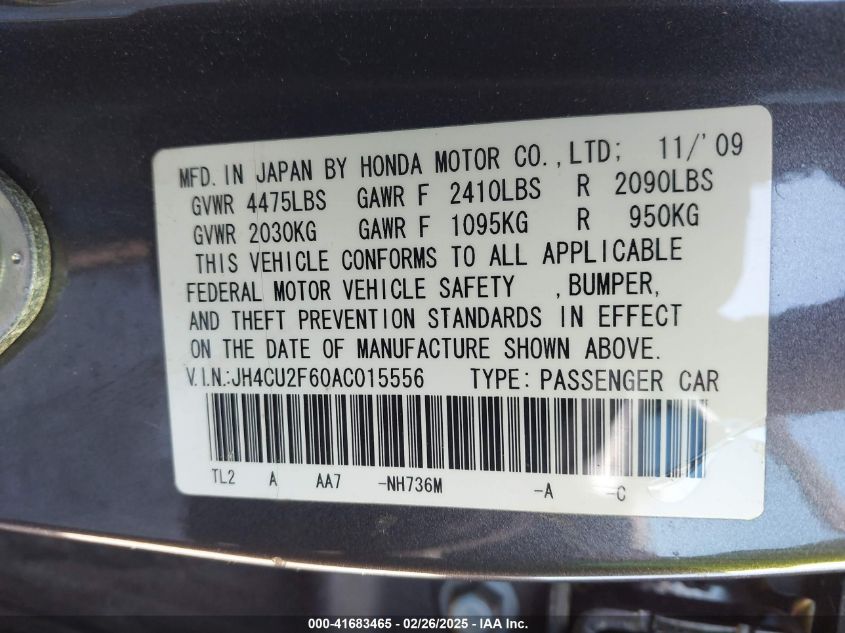 MFD. IN JAPAN BY HONDA MOTOR CO., LTD; 11/'09
GVWR 4475LBS GAWR F 2410LBS R 2090LBS
GVWR 2030KG GAWR F 1095KG R 950KG
THIS VEHICLE CONFORMS TO ALL APPLICABLE
FEDERAL MOTOR VEHICLE SAFETY , BUMPER,
AND THEFT PREVENTION STANDARDS IN EFFECT
ON THE DATE OF MANUFACTURE SHOWN ABOVE.
V.I.N.:JH4CU2F60AC015556 TYPE: PASSENGER CAR
TL2 A AA7 -NH736M -A -C
000-41683465 - 02/26/2025 - IAA Inc.